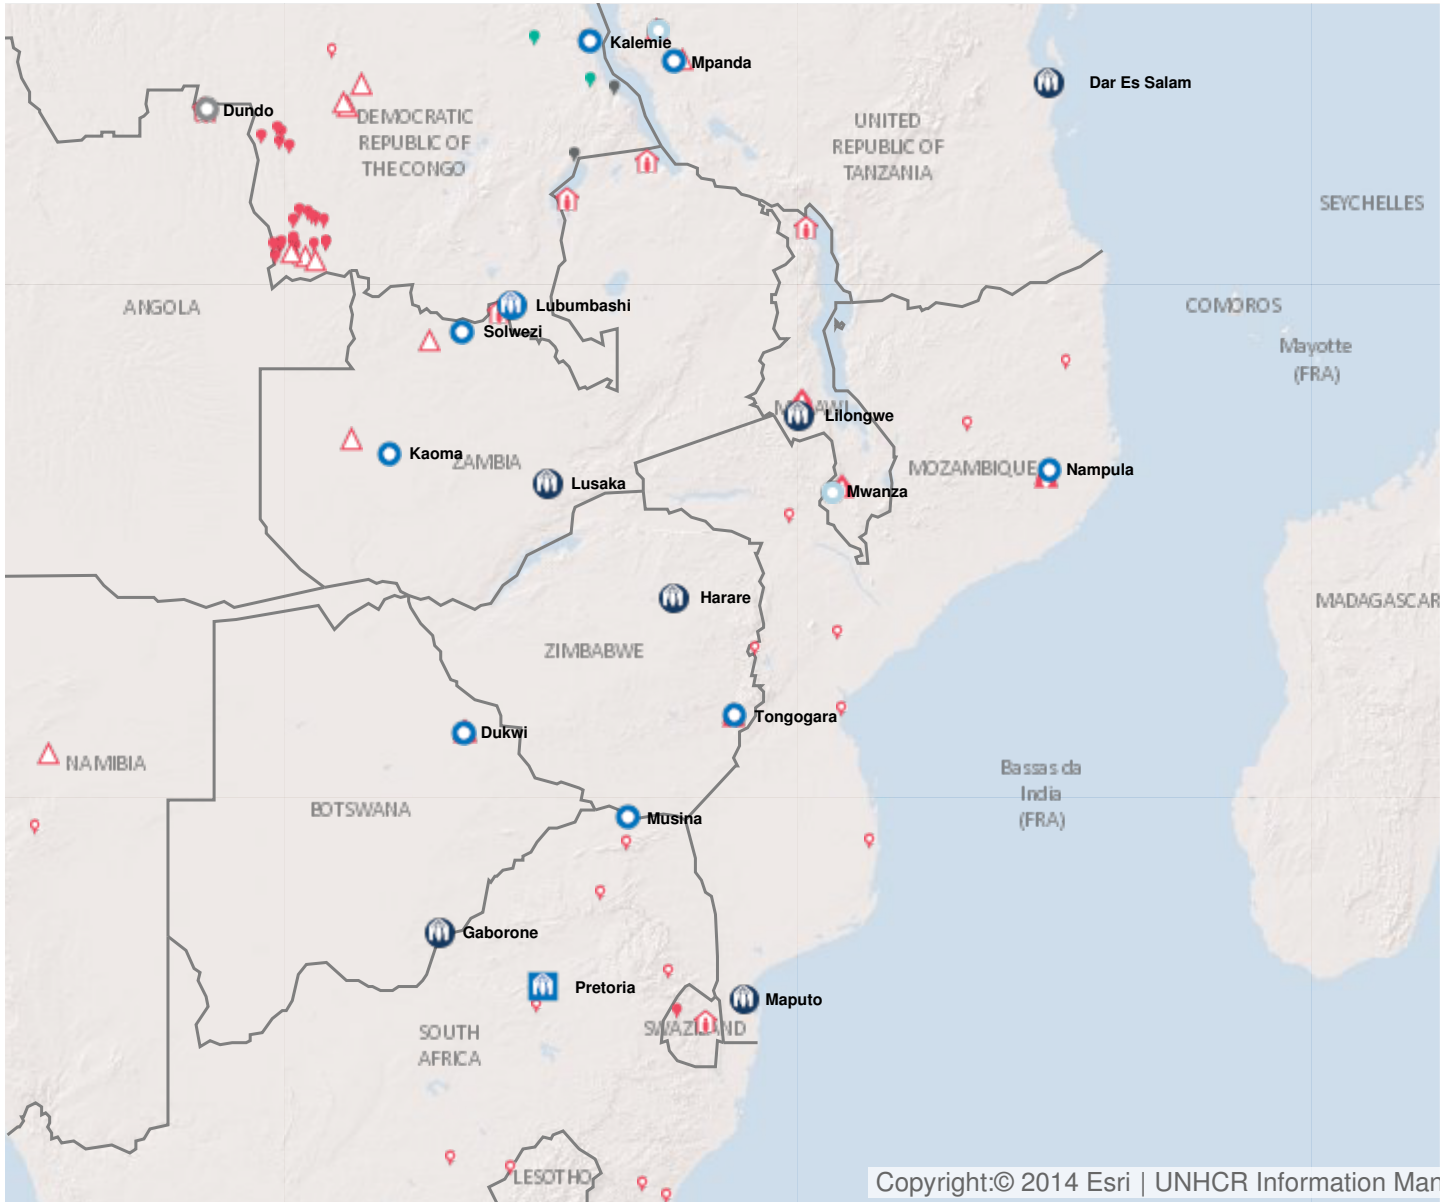 Kalemie
Mpanda
Dar Es Salam
Dundo
DEMOCRATIC
REPUBLIC OF
THE CONGO
UNITED
REPUBLIC OF
TANZANIA
SEYCHELLES
ANGOLA
Lubumbashi
Solwezi
COMOROS
Mayotte
(FRA)
Lilongwe
Kaoma
ZAMBIA
Lusaka
MOZAMBIQUE
Nampula
Mwanza
Harare
MADAGASCAR
ZIMBABWE
Tongogara
Dukwi
NAMIBIA
Bassas da
India
(FRA)
BOTSWANA
Musina
Gaborone
Pretoria
Maputo
SOUTH
AFRICA
LESOTHO
Copyright:© 2014 Esri | UNHCR Information Man